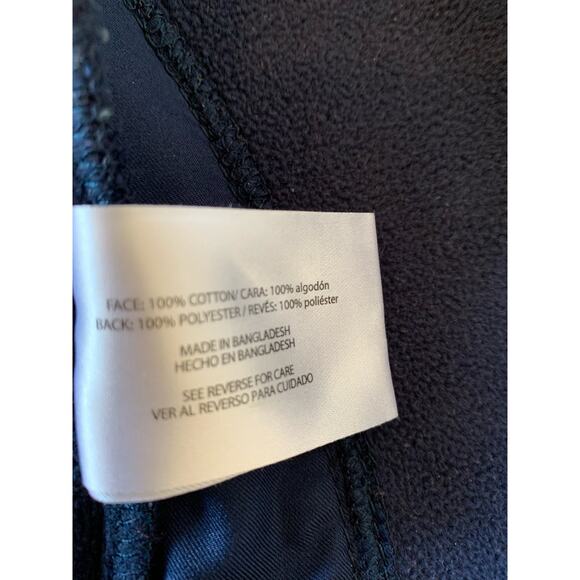 FACE: 100% COTTON/ CARA: 100% algodón
BACK: 100% POLYESTER / REVÉS: 100% poliéster
MADE IN BANGLADESH
HECHO EN BANGLADESH
SEE REVERSE FOR CARE
VER AL REVERSO PARA CUIDADO